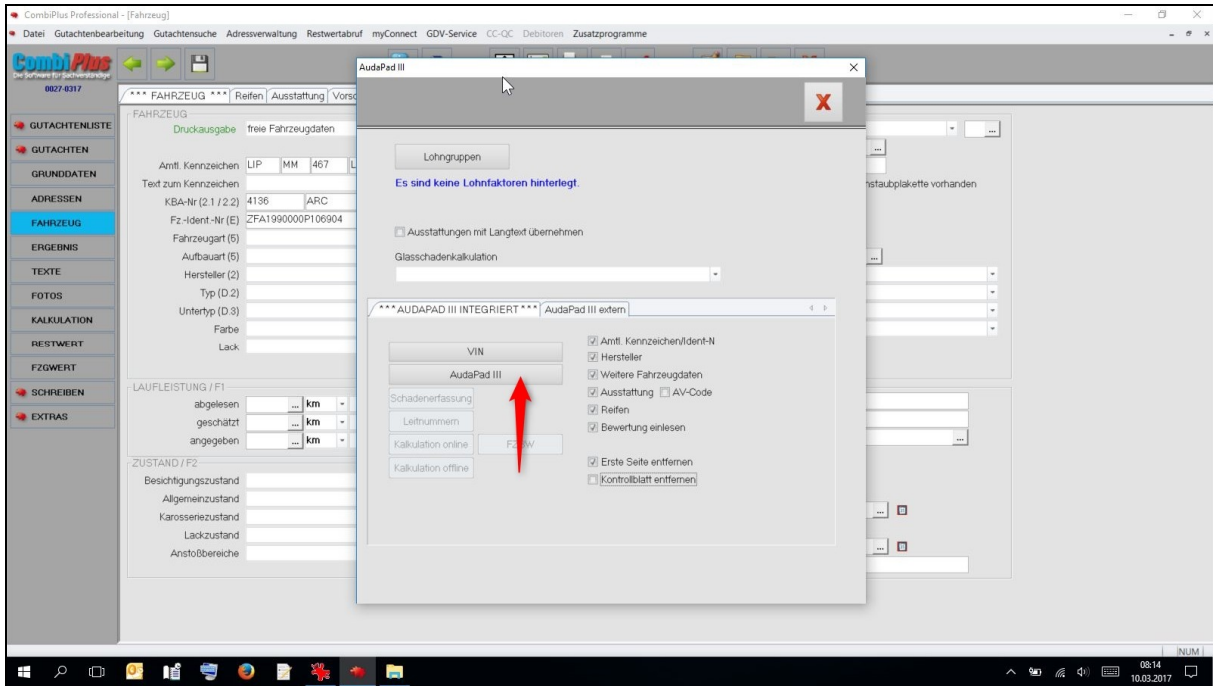 CombiPlus Professional - [Fahrzeug]
Datei Gutachtenbearbeitung Gutachtensuche Adressverwaltung Restwertabruf myConnect GDV-Service CC-QC Debitoren Zusatzprogramme
CombiPlus
Die Software für Sachverständige
0027-0317
GUTACHTENLISTE
GUTACHTEN
GRUNDDATEN
ADRESSEN
FAHRZEUG
ERGEBNIS
TEXTE
FOTOS
KALKULATION
RESTWERT
FZGWERT
SCHREIBEN
EXTRAS
*** FAHRZEUG *** Reifen Ausstattung
FAHRZEUG
Druckausgabe freie Fahrzeugdaten
Amtl. Kennzeichen LIP MM 467
Text zum Kennzeichen
KBA-Nr (2.1 / 2.2) 4136 ARC
Fz.-Ident.-Nr (E) ZFA1990000P106904
Fahrzeugart (5)
Aufbauart (5)
Hersteller (2)
Typ (D.2)
Untertyp (D.3)
Farbe
Lack
LAUFLEISTUNG / F1
abgelesen ... km
geschätzt ... km
angegeben ... km
ZUSTAND / F2
Besichtigungszustand
Allgemeinzustand
Karosseriezustand
Lackzustand
Anstoßbereiche
AudaPad III
X
Lohngruppen
Es sind keine Lohnfaktoren hinterlegt.
Ausstattungen mit Langtext übernehmen
Glasschadenkalkulation
*** AUDAPAD III INTEGRIERT *** AudaPad III extern
VIN
AudaPad III
Schadenerfassung
Leitnummern
Kalkulation online
Kalkulation offline
Amtl. Kennzeichen/Ident-N
Hersteller
Weitere Fahrzeugdaten
Ausstattung AV-Code
Reifen
Bewertung einlesen
Erste Seite entfernen
Kontrollblatt entfernen
...
...
nstaubplakette vorhanden
...
...
...
...
NUM
08:14
10.03.2017